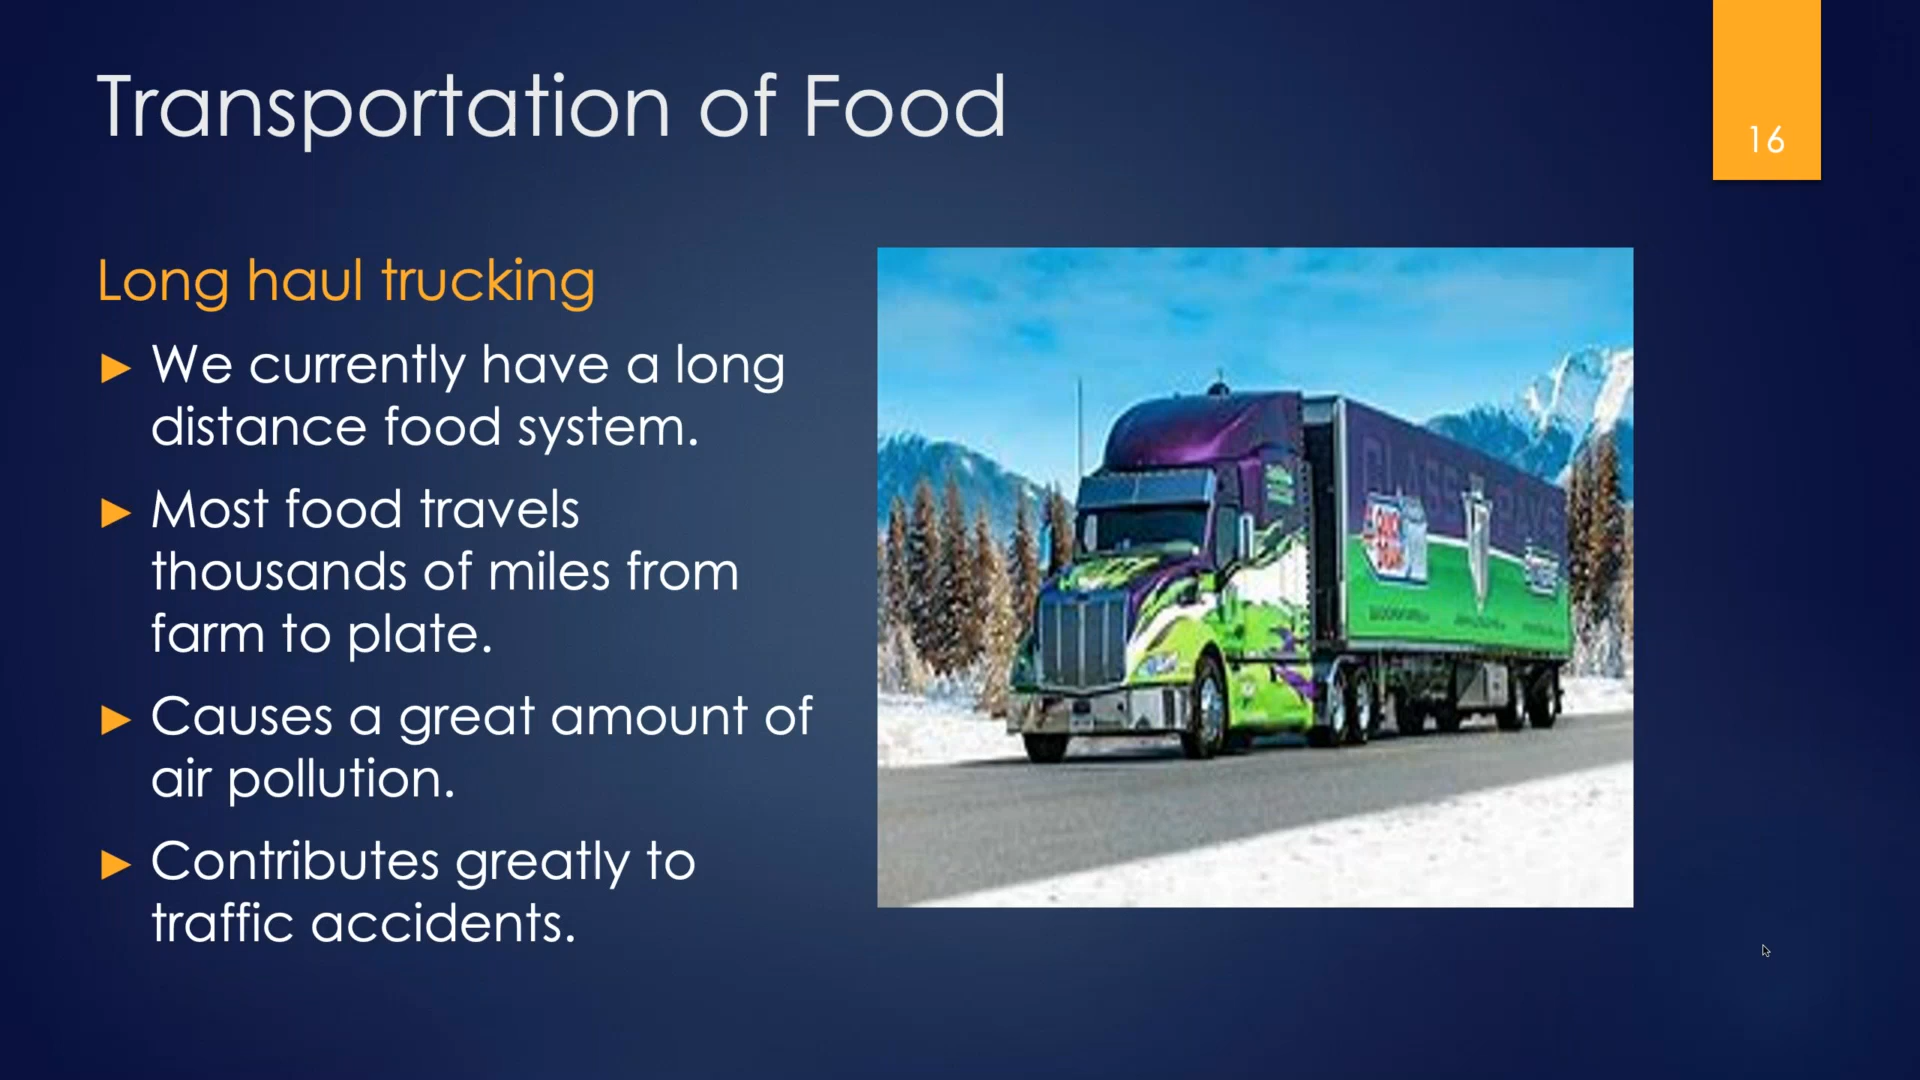 Transportation of Food
16
Long haul trucking
We currently have a long
distance food system.
Most food travels
thousands of miles from
farm to plate.
Causes a great amount of
air pollution.
Contributes greatly to
traffic accidents.